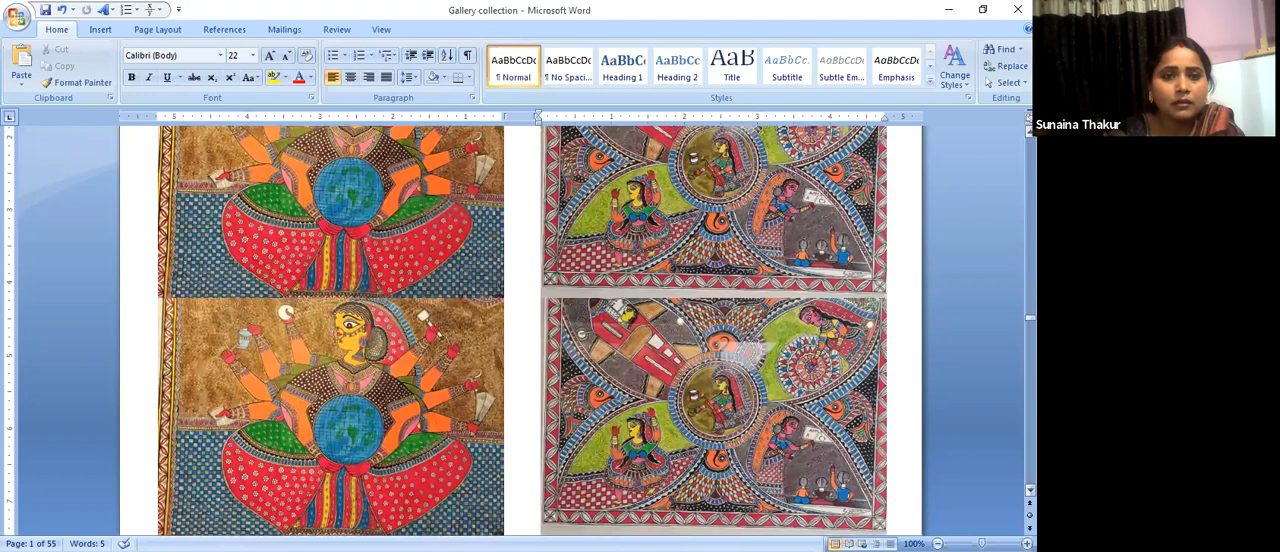 Gallery collection - Microsoft Word
Home Insert Page Layout References Mailings Review View
Paste
Cut
Copy
Format Painter
Clipboard
Calibri (Body) 22
Font
Paragraph
AaBbCcDc AaBbCcDc AaBbCc AaBbCc AaB AaBbCc. AaBbCcDc AaBbCcDc
¶ Normal ¶ No Spaci... Heading 1 Heading 2 Title Subtitle Subtle Em... Emphasis
Change Styles
Styles
Find
Replace
Select
Editing
Sunaina Thakur
Page: 1 of 55 Words: 5
100%